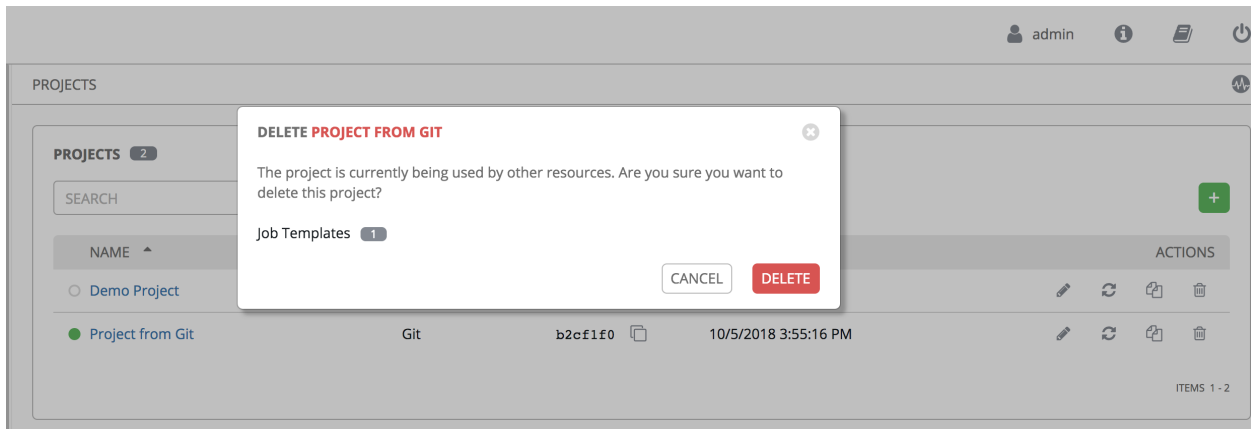 admin
PROJECTS
DELETE PROJECT FROM GIT
PROJECTS 2
The project is currently being used by other resources. Are you sure you want to
delete this project?
SEARCH
Job Templates 1
+
NAME
ACTIONS
CANCEL DELETE
Demo Project
Project from Git Git b2cf1f0 10/5/2018 3:55:16 PM
ITEMS 1 - 2